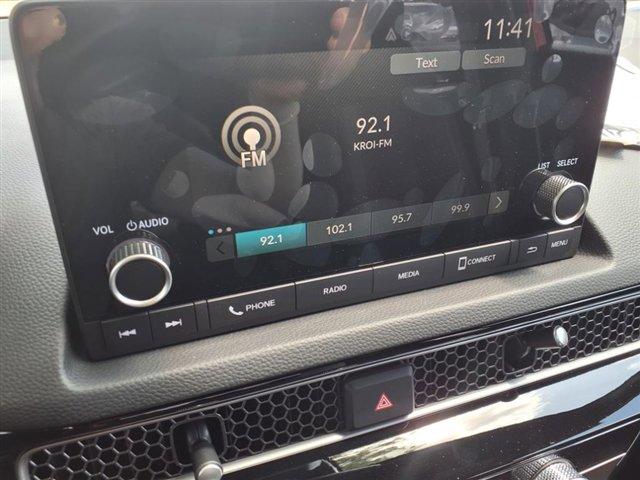 11:41
Text Scan
92.1
KROI-FM
FM
LIST SELECT
VOL AUDIO
92.1 102.1 95.7 99.9
PHONE RADIO MEDIA CONNECT MENU